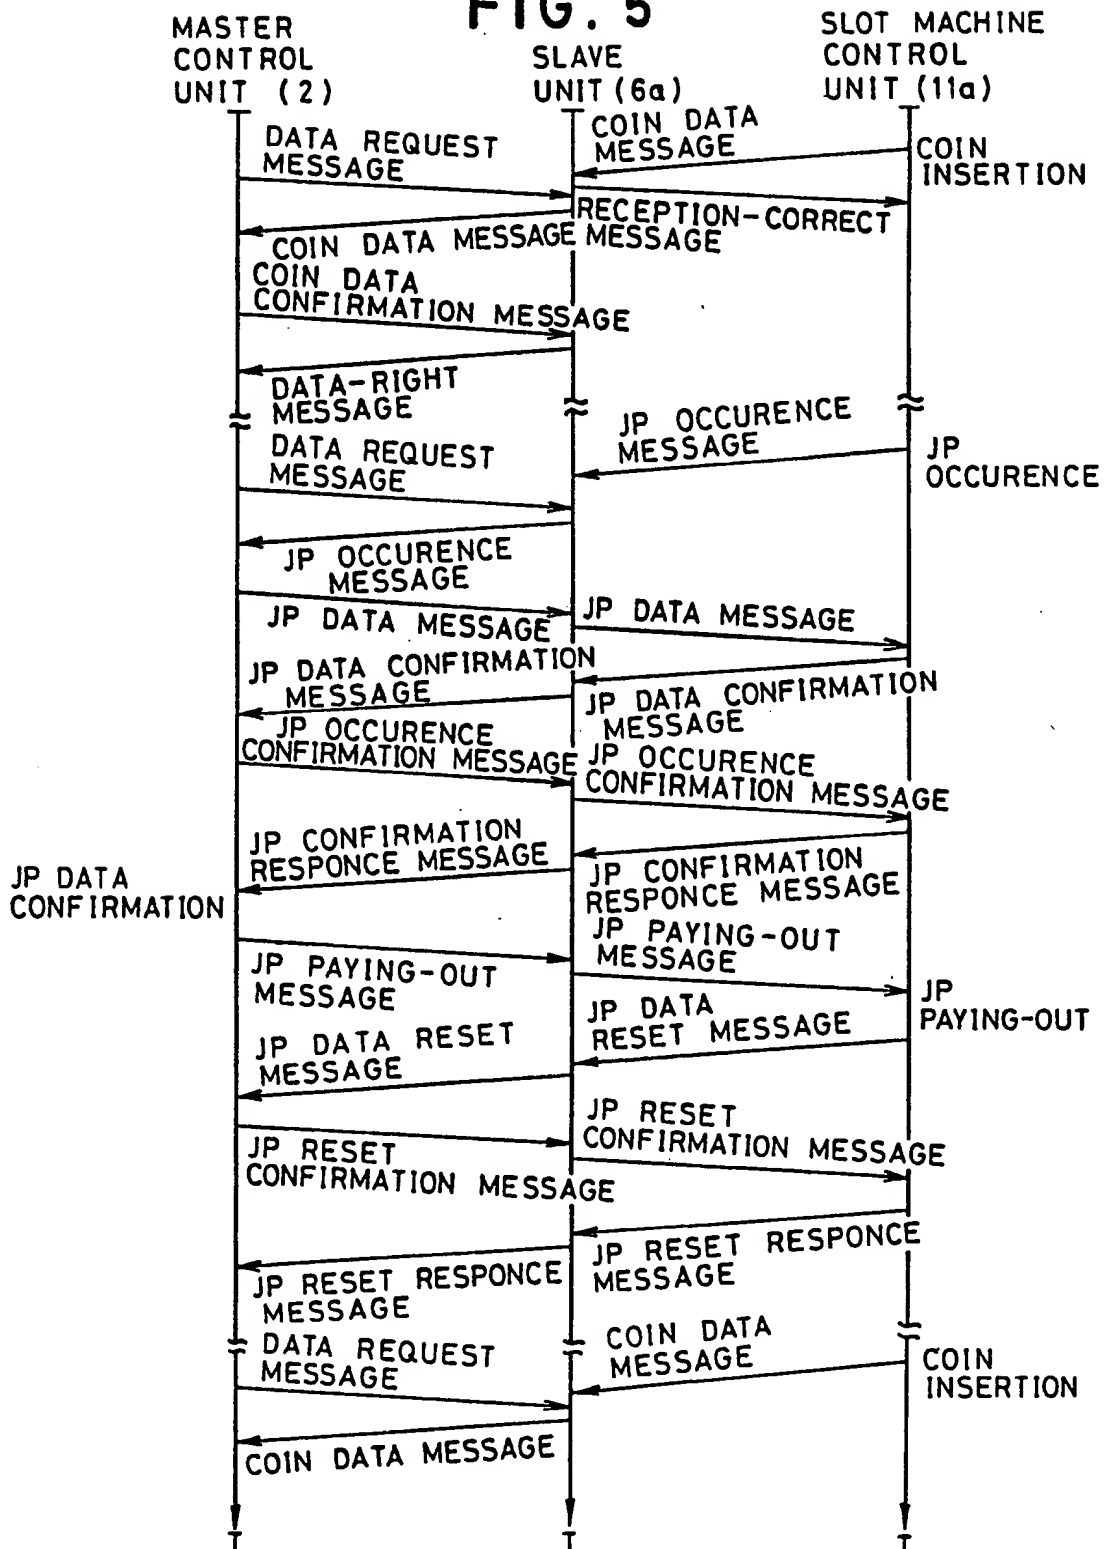 FIG. 5
MASTER
CONTROL
UNIT (2)
SLAVE
UNIT (6a)
SLOT MACHINE
CONTROL
UNIT (11a)
DATA REQUEST
MESSAGE
COIN DATA
MESSAGE
COIN
INSERTION
RECEPTION-CORRECT
MESSAGE
COIN DATA MESSAGE
COIN DATA
CONFIRMATION MESSAGE
DATA-RIGHT
MESSAGE
JP OCCURENCE
MESSAGE
JP
OCCURENCE
DATA REQUEST
MESSAGE
JP OCCURENCE
MESSAGE
JP DATA MESSAGE
JP DATA MESSAGE
JP DATA CONFIRMATION
MESSAGE
JP DATA CONFIRMATION
MESSAGE
JP OCCURENCE
CONFIRMATION MESSAGE
JP OCCURENCE
CONFIRMATION MESSAGE
JP CONFIRMATION
RESPONCE MESSAGE
JP CONFIRMATION
RESPONCE MESSAGE
JP DATA
CONFIRMATION
JP PAYING-OUT
MESSAGE
JP PAYING-OUT
MESSAGE
JP
PAYING-OUT
JP DATA
RESET MESSAGE
JP DATA RESET
MESSAGE
JP RESET
CONFIRMATION MESSAGE
JP RESET
CONFIRMATION MESSAGE
JP RESET RESPONCE
MESSAGE
JP RESET RESPONCE
MESSAGE
DATA REQUEST
MESSAGE
COIN DATA
MESSAGE
COIN
INSERTION
COIN DATA MESSAGE